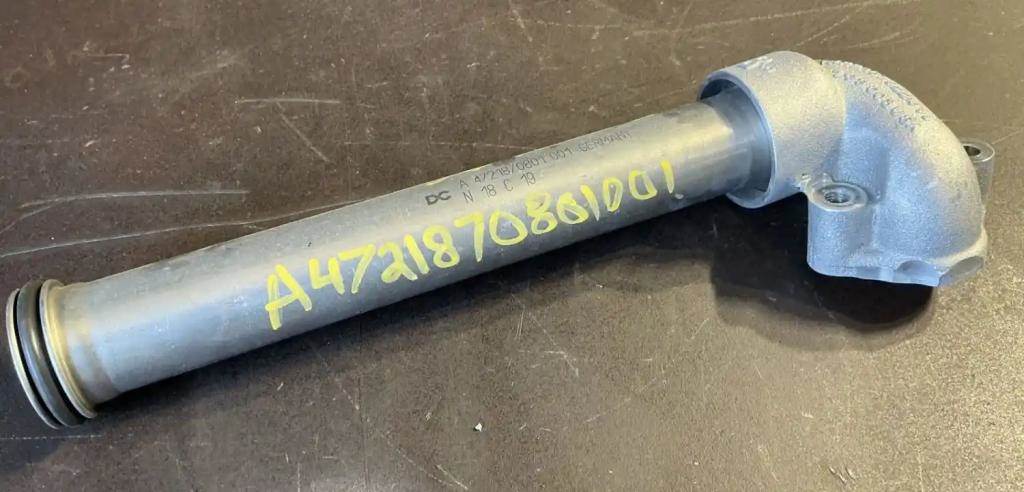 A 4721870801 001 GERMANY
DC N 18 C 19
A4721870801001